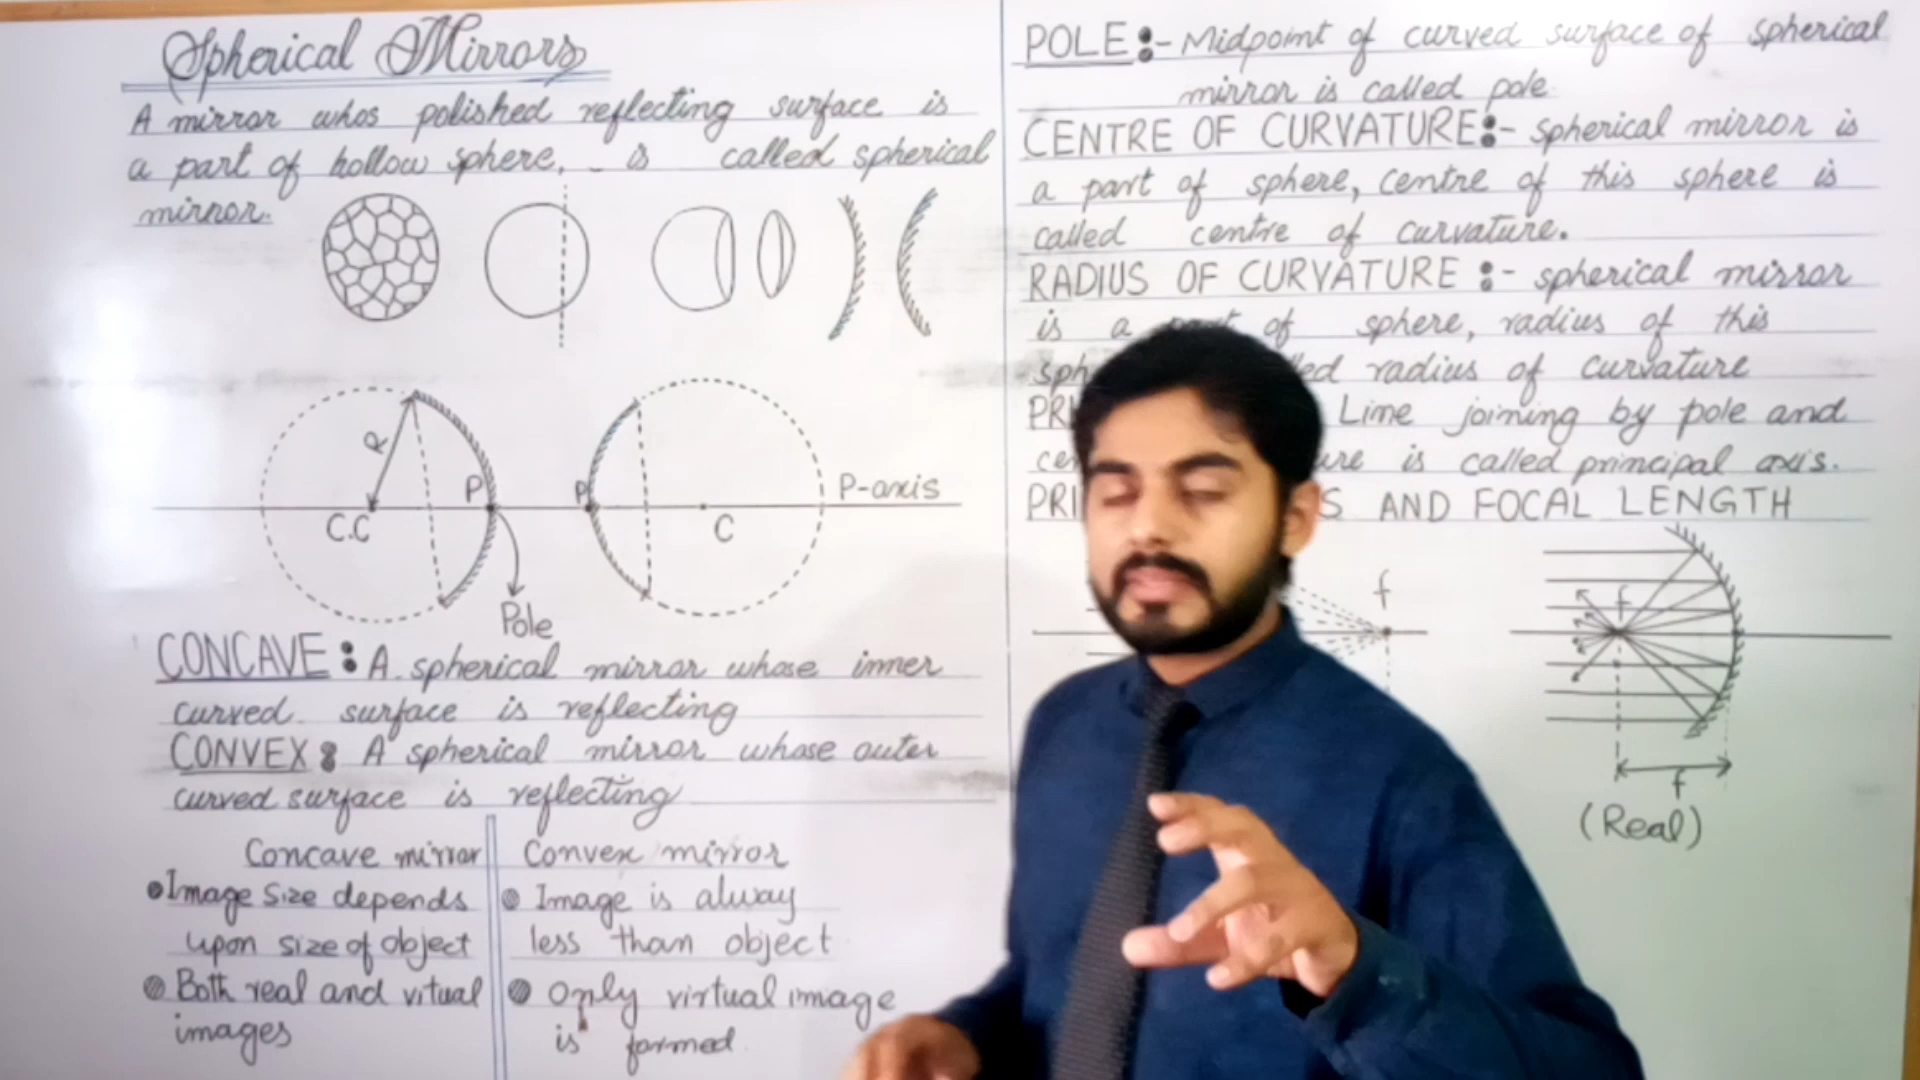 Spherical Mirrors
A mirror whos polished reflecting surface is
a part of hollow sphere, is called spherical
mirror.
R
P
P
P-axis
C.C
C
Pole
CONCAVE: A spherical mirror whose inner
curved surface is reflecting
CONVEX: A spherical mirror whose outer
curved surface is reflecting
Concave mirror
Image size depends
upon size of object
Both real and vitual
images
Convex mirror
Image is alway
less than object
Only virtual image
is formed.
POLE:- Midpoint of curved surface of spherical
mirror is called pole
CENTRE OF CURVATURE:- Spherical mirror is
a part of sphere, centre of this sphere is
called centre of curvature.
RADIUS OF CURVATURE :- spherical mirror
is a of sphere, radius of this
radius of curvature
Line joining by pole and
is called principal axis.
AND FOCAL LENGTH
f
f
f
(Real)